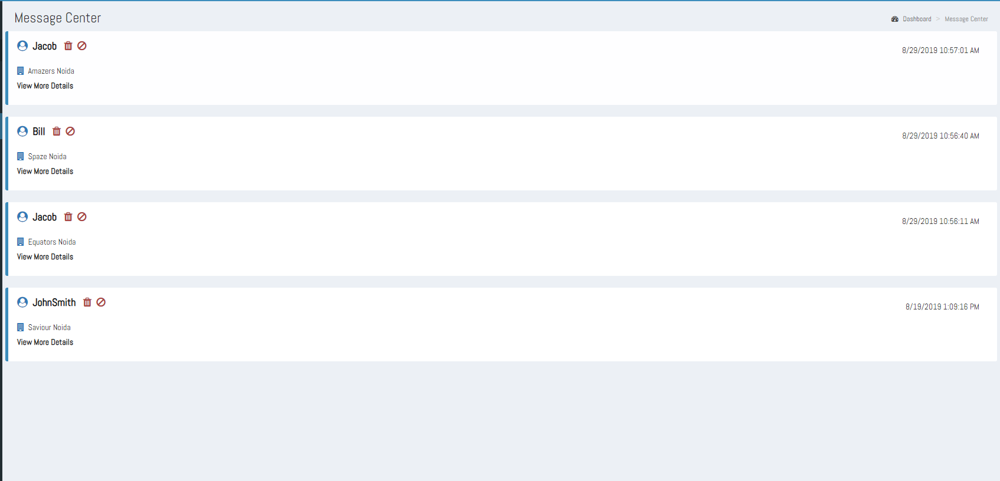 Message Center
Dashboard > Message Center
Jacob
8/29/2019 10:57:01 AM
Amazers Noida
View More Details
Bill
8/29/2019 10:56:40 AM
Spaze Noida
View More Details
Jacob
8/29/2019 10:56:11 AM
Equators Noida
View More Details
JohnSmith
8/19/2019 1:09:16 PM
Saviour Noida
View More Details